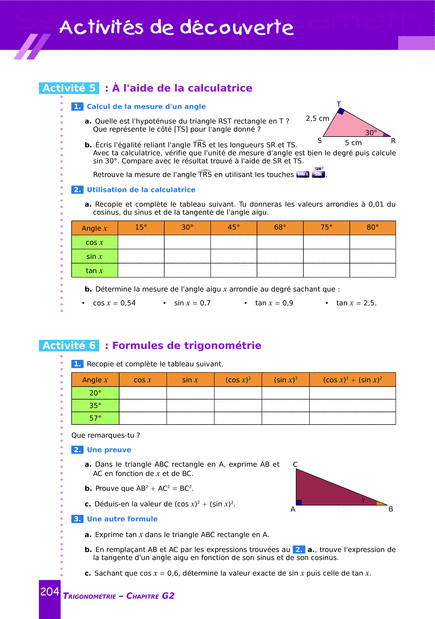 Activités de découverte
Activité 5 : À l'aide de la calculatrice
1. Calcul de la mesure d'un angle
a. Quelle est l'hypoténuse du triangle RST rectangle en T ?
Que représente le côté [TS] pour l'angle donné ?
T
2,5 cm
30°
S
5 cm
R
b. Écris l'égalité reliant l'angle TRS et les longueurs SR et TS.
Avec ta calculatrice, vérifie que l'unité de mesure d'angle est bien le degré puis calcule
sin 30°. Compare avec le résultat trouvé à l'aide de SR et TS.
Retrouve la mesure de l'angle TRS en utilisant les touches
2. Utilisation de la calculatrice
a. Recopie et complète le tableau suivant. Tu donneras les valeurs arrondies à 0,01 du
cosinus, du sinus et de la tangente de l'angle aigu.
Angle x 15° 30° 45° 68° 75° 80°
cos x
sin x
tan x
b. Détermine la mesure de l'angle aigu x arrondie au degré sachant que :
• cos x = 0,54 • sin x = 0,7 • tan x = 0,9 • tan x = 2,5.
Activité 6 : Formules de trigonométrie
1. Recopie et complète le tableau suivant.
Angle x cos x sin x (cos x)² (sin x)² (cos x)² + (sin x)²
20°
35°
57°
Que remarques-tu ?
2. Une preuve
a. Dans le triangle ABC rectangle en A, exprime AB et
AC en fonction de x et de BC.
b. Prouve que AB² + AC² = BC².
c. Déduis-en la valeur de (cos x)² + (sin x)².
C
x
A
B
3. Une autre formule
a. Exprime tan x dans le triangle ABC rectangle en A.
b. En remplaçant AB et AC par les expressions trouvées au 2. a., trouve l'expression de
la tangente d'un angle aigu en fonction de son sinus et de son cosinus.
c. Sachant que cos x = 0,6, détermine la valeur exacte de sin x puis celle de tan x.
204 TRIGONOMÉTRIE – CHAPITRE G2